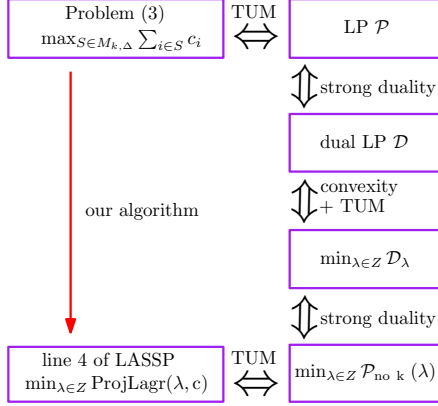 Problem (3)
max_{S∈M_{k,Δ}} ∑_{i∈S} c_i
TUM
LP 𝒫
strong duality
dual LP 𝒟
convexity
+ TUM
our algorithm
min_{λ∈Z} 𝒟_λ
strong duality
line 4 of LASSP
min_{λ∈Z} ProjLagr(λ, c)
TUM
min_{λ∈Z} 𝒫_{no k} (λ)